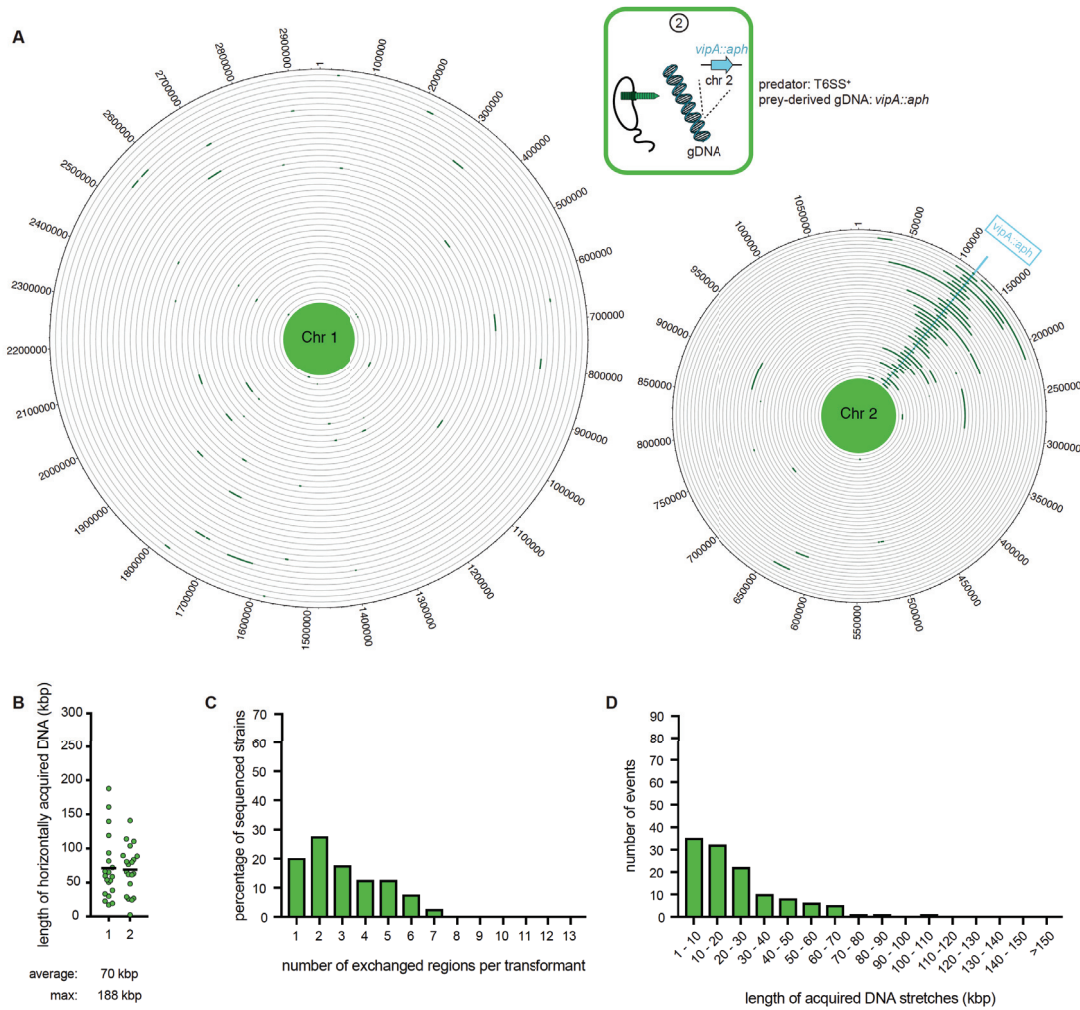 A
2
vipA::aph
chr 2
gDNA
predator: T6SS⁺
prey-derived gDNA: vipA::aph
Chr 1
1
200000
300000
400000
500000
600000
700000
800000
900000
1000000
1100000
1200000
1300000
1400000
1500000
1600000
1700000
1800000
1900000
2000000
2100000
2200000
2300000
2400000
2500000
2600000
2700000
2800000
2900000
Chr 2
vipA::aph
1
50000
100000
150000
200000
250000
300000
350000
400000
450000
500000
550000
600000
650000
700000
750000
800000
850000
900000
950000
1000000
1050000
B
length of horizontally acquired DNA (kbp)
300
250
200
150
100
50
0
1 2
average: 70 kbp
max: 188 kbp
C
percentage of sequenced strains
70
60
50
40
30
20
10
0
1 2 3 4 5 6 7 8 9 10 11 12 13
number of exchanged regions per transformant
D
number of events
90
80
70
60
50
40
30
20
10
0
1 - 10
10 - 20
20 - 30
30 - 40
40 - 50
50 - 60
60 - 70
70 - 80
80 - 90
90 - 100
100 - 110
110 -120
120 - 130
130 - 140
140 - 150
>150
length of acquired DNA stretches (kbp)